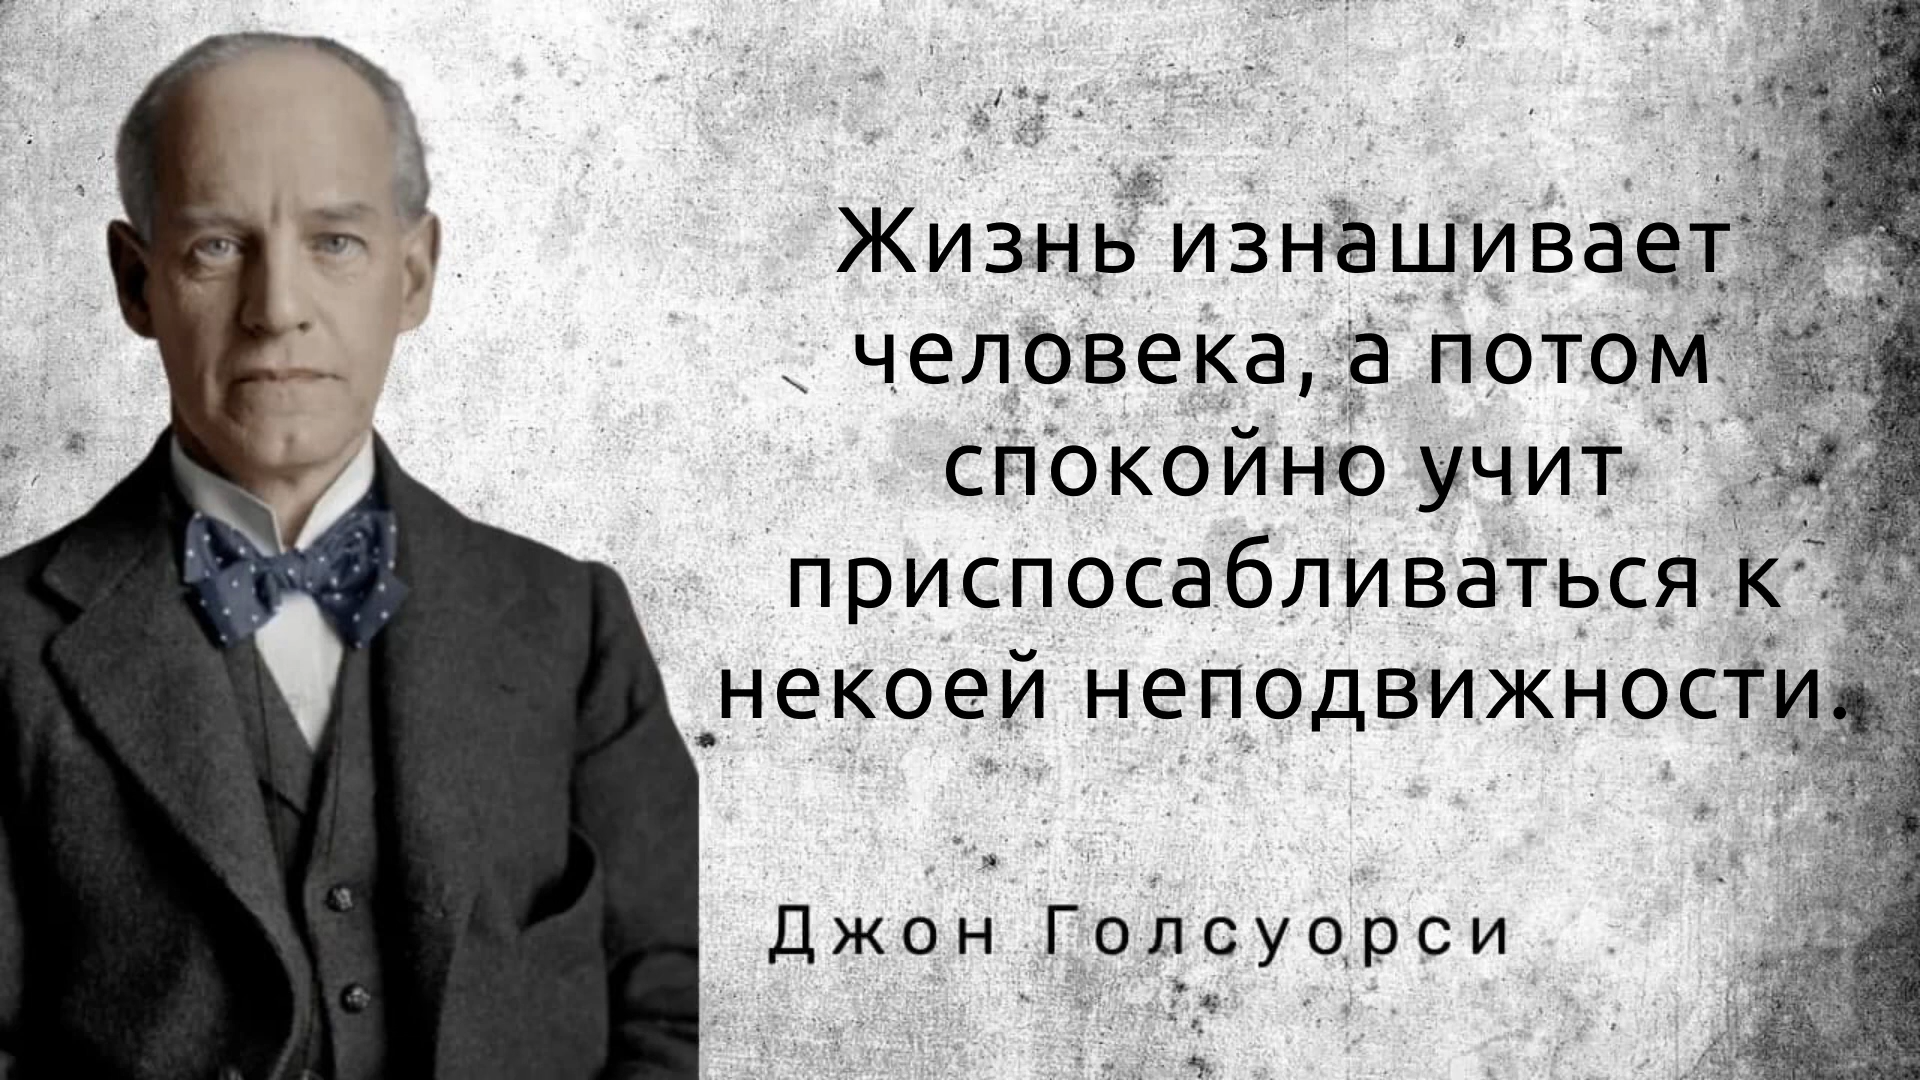 Жизнь изнашивает
человека, а потом
спокойно учит
приспосабливаться к
некоей неподвижности.
Джон Голсуорси